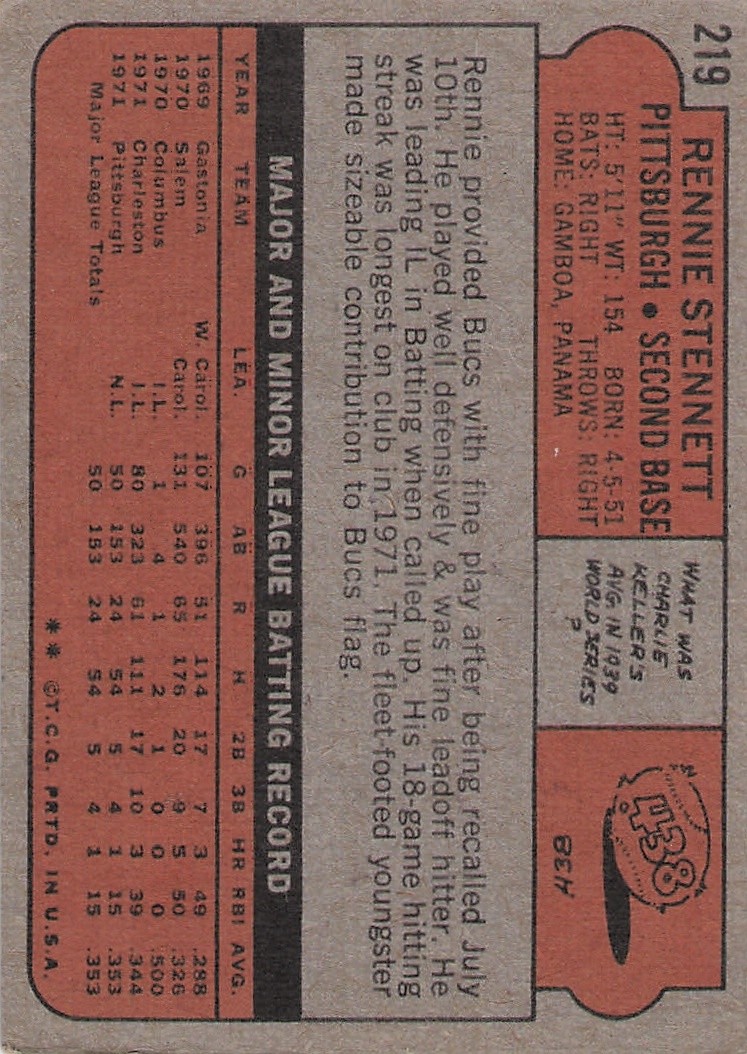 219
RENNIE STENNETT
PITTSBURGH • SECOND BASE
HT: 5'11" WT: 154 BORN: 4-5-51
BATS: RIGHT THROWS: RIGHT
HOME: GAMBOA, PANAMA
WHAT WAS
CHARLIE
KELLER'S
AVG. IN 1939
WORLD SERIES
?
.438
.438
Rennie provided Bucs with fine play after being recalled July
10th. He played well defensively & was fine leadoff hitter. He
was leading IL in Batting when called up. His 18-game hitting
streak was longest on club in 1971. The fleet-footed youngster
made sizeable contribution to Bucs flag.
MAJOR AND MINOR LEAGUE BATTING RECORD
YEAR TEAM LEA. G AB R H 2B 3B HR RBI AVG.
1969 Gastonia W. Carol. 107 396 51 114 17 7 3 49 .288
1970 Salem Carol. 131 540 65 176 20 9 5 50 .326
1970 Columbus I.L. 1 4 1 2 1 0 0 0 .500
1971 Charleston I.L. 80 323 61 111 17 10 3 39 .344
1971 Pittsburgh N.L. 50 153 24 54 5 4 1 15 .353
Major League Totals 50 153 24 54 5 4 1 15 .353
** ©T.C.G. PRTD. IN U.S.A.